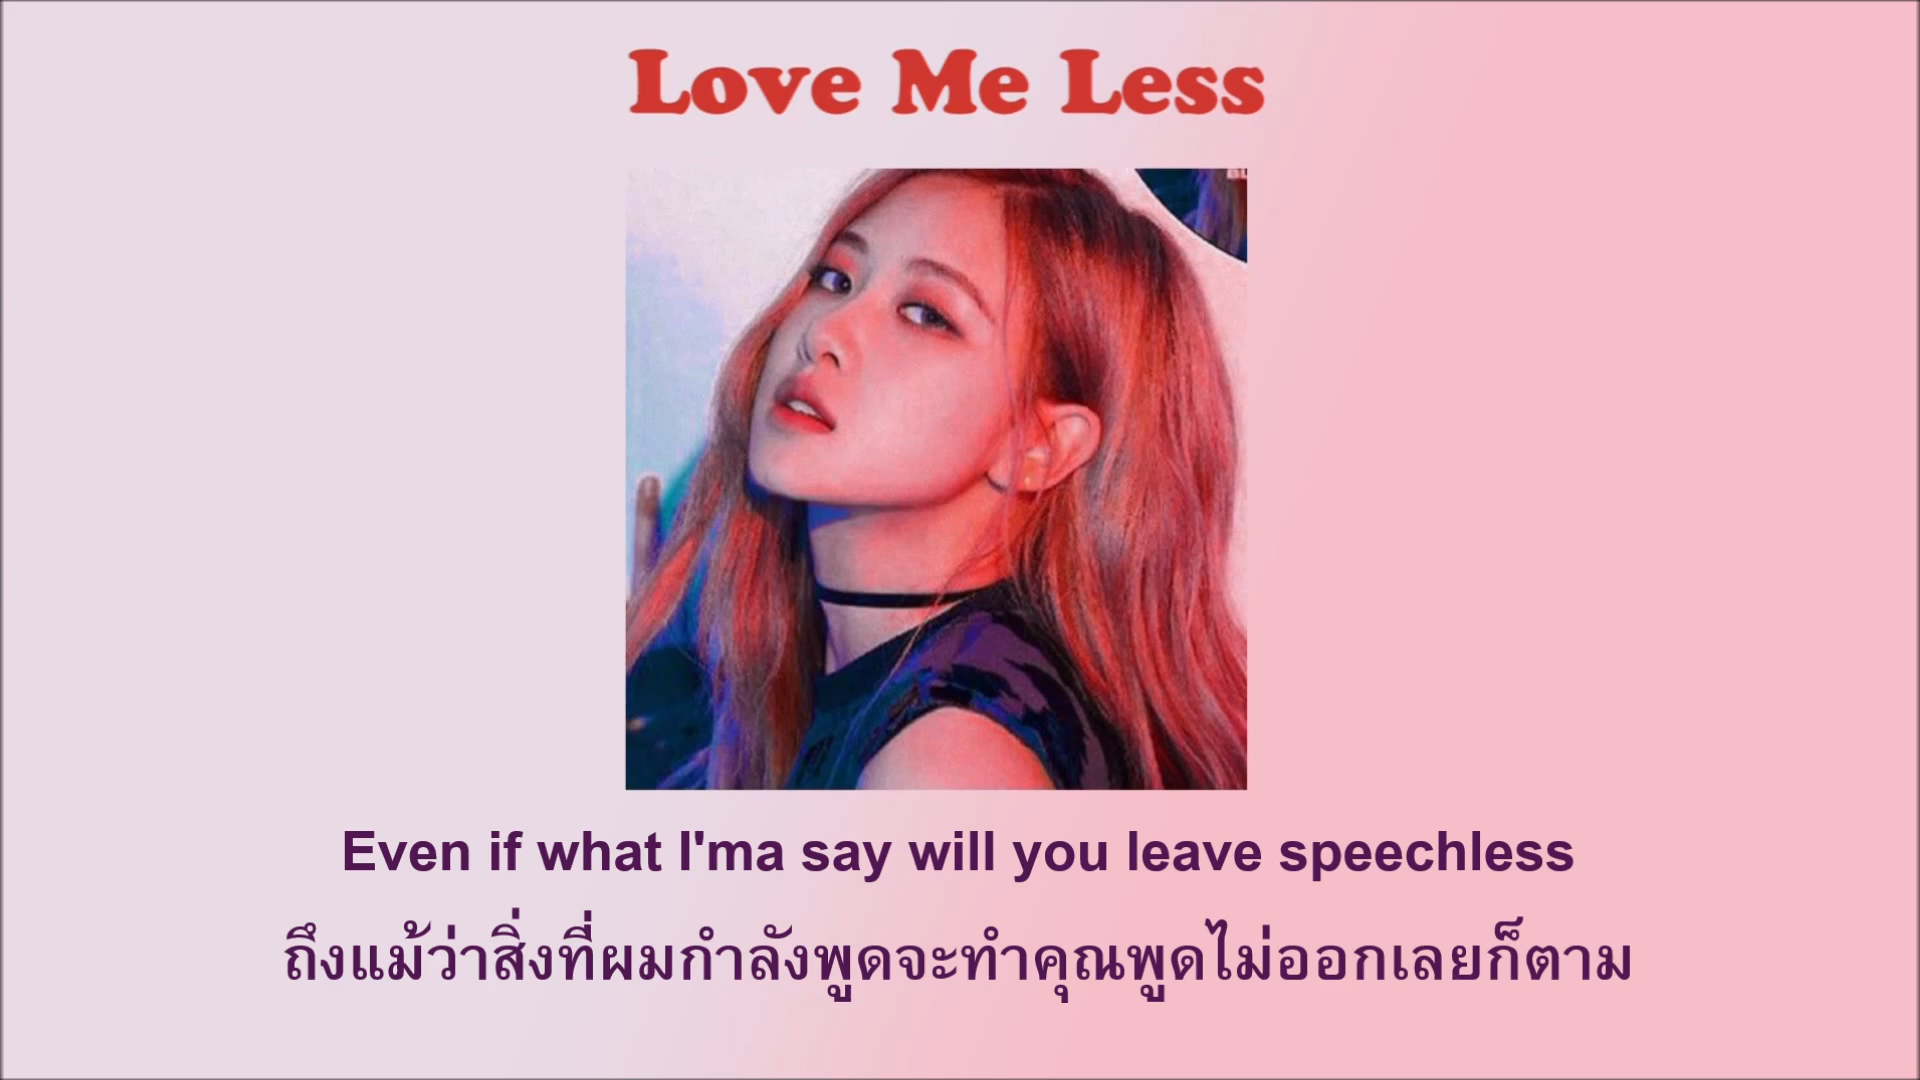 Love Me Less
Even if what I'ma say will you leave speechless
ถึงแม้ว่าสิ่งที่ผมกำลังพูดจะทำคุณพูดไม่ออกเลยก็ตาม